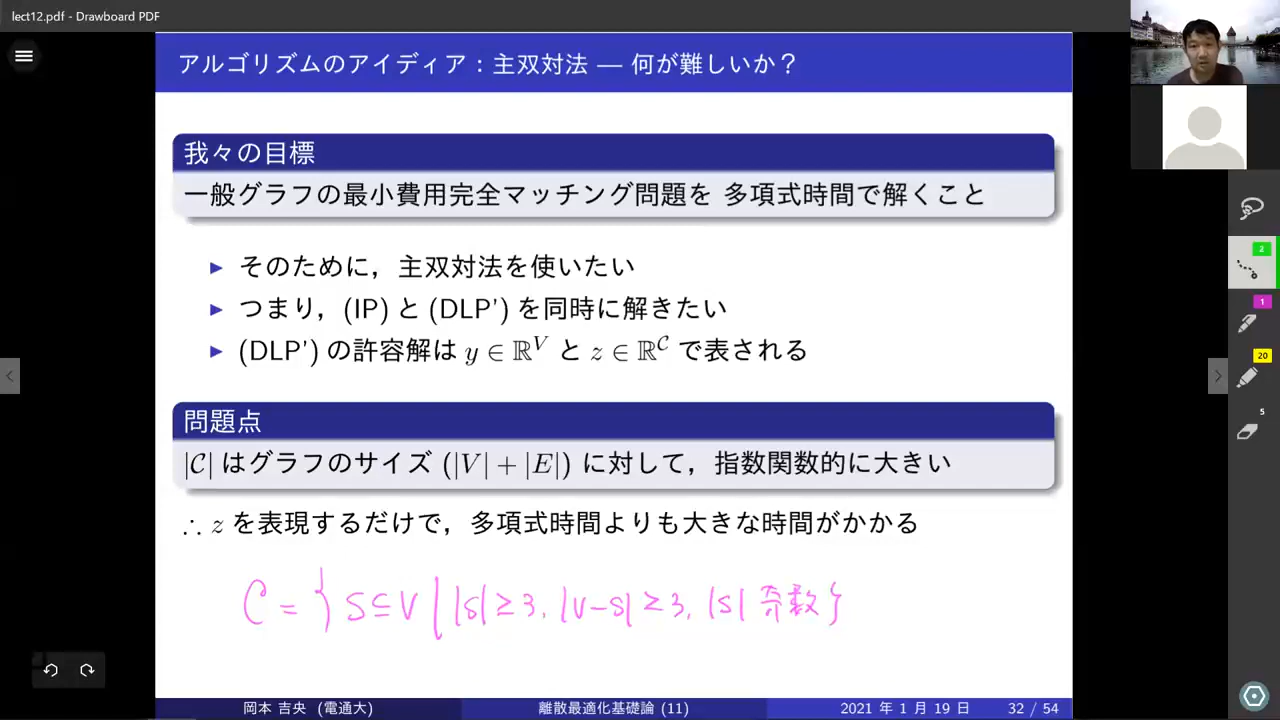 lect12.pdf - Drawboard PDF
アルゴリズムのアイディア:主双対法 — 何が難しいか?
我々の目標
一般グラフの最小費用完全マッチング問題を 多項式時間で解くこと
そのために,主双対法を使いたい
つまり,(IP) と (DLP') を同時に解きたい
(DLP') の許容解は y ∈ ℝ^V と z ∈ ℝ^𝒞 で表される
問題点
|𝒞| はグラフのサイズ (|V| + |E|) に対して,指数関数的に大きい
∴ z を表現するだけで,多項式時間よりも大きな時間がかかる
C = { S ⊆ V | |S| ≥ 3, |V-S| ≥ 3, |S| 奇数 }
岡本 吉央 (電通大) 離散最適化基礎論 (11) 2021 年 1 月 19 日 32 / 54
2
1
20
5